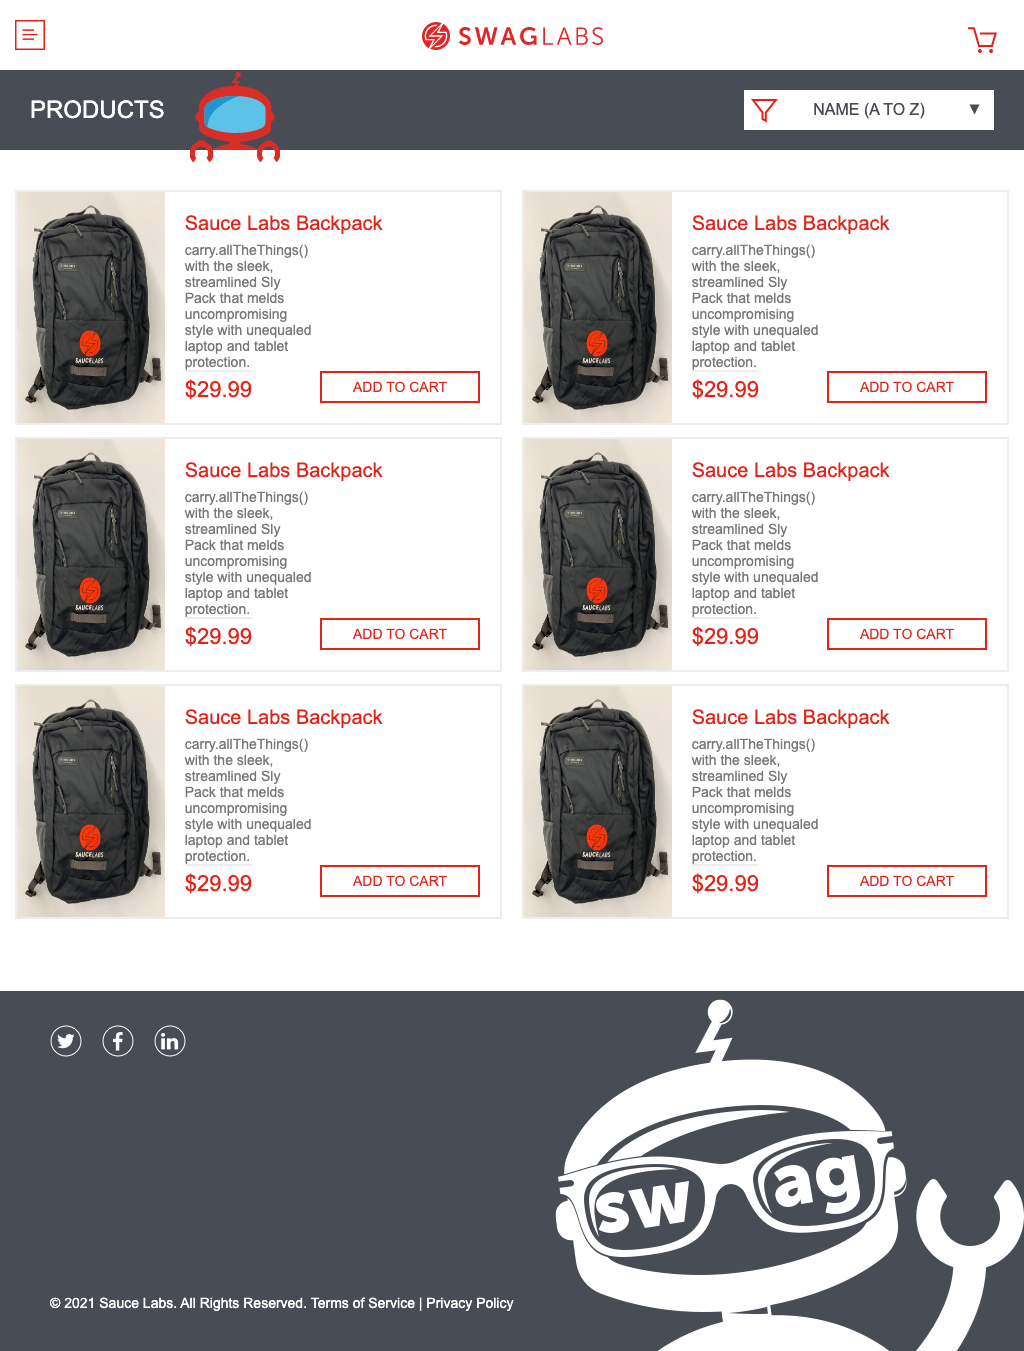 SWAGLABS
PRODUCTS
NAME (A TO Z)
Sauce Labs Backpack
carry.allTheThings()
with the sleek,
streamlined Sly
Pack that melds
uncompromising
style with unequaled
laptop and tablet
protection.
$29.99
ADD TO CART
SAUCELABS
Sauce Labs Backpack
carry.allTheThings()
with the sleek,
streamlined Sly
Pack that melds
uncompromising
style with unequaled
laptop and tablet
protection.
$29.99
ADD TO CART
SAUCELABS
Sauce Labs Backpack
carry.allTheThings()
with the sleek,
streamlined Sly
Pack that melds
uncompromising
style with unequaled
laptop and tablet
protection.
$29.99
ADD TO CART
SAUCELABS
Sauce Labs Backpack
carry.allTheThings()
with the sleek,
streamlined Sly
Pack that melds
uncompromising
style with unequaled
laptop and tablet
protection.
$29.99
ADD TO CART
SAUCELABS
Sauce Labs Backpack
carry.allTheThings()
with the sleek,
streamlined Sly
Pack that melds
uncompromising
style with unequaled
laptop and tablet
protection.
$29.99
ADD TO CART
SAUCELABS
Sauce Labs Backpack
carry.allTheThings()
with the sleek,
streamlined Sly
Pack that melds
uncompromising
style with unequaled
laptop and tablet
protection.
$29.99
ADD TO CART
SAUCELABS
swag
© 2021 Sauce Labs. All Rights Reserved. Terms of Service | Privacy Policy